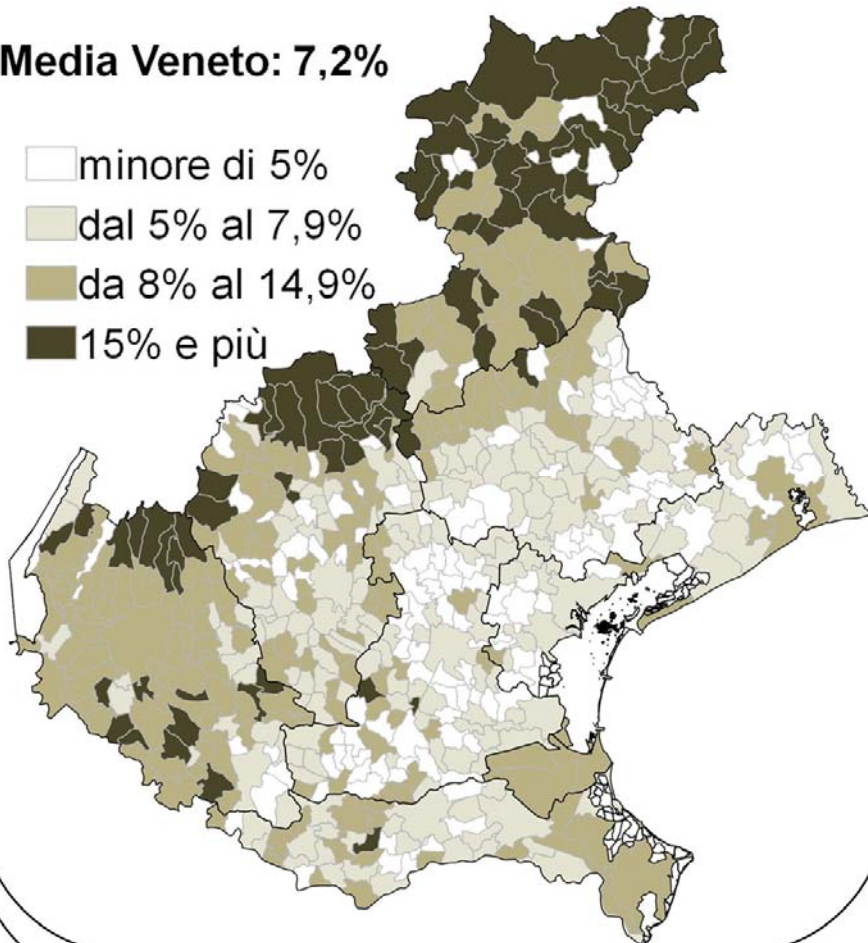 Media Veneto: 7,2%
minore di 5%
dal 5% al 7,9%
da 8% al 14,9%
15% e più